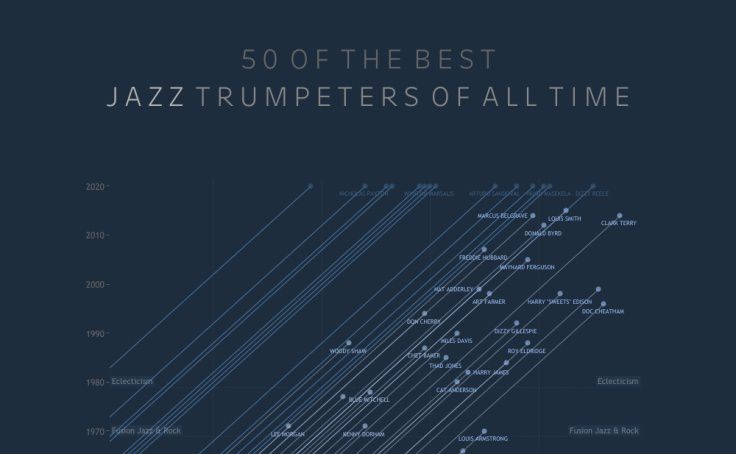 50 OF THE BEST
JAZZ TRUMPETERS OF ALL TIME
2020
NICHOLAS PAYTON
WYNTON MARSALIS
ARTURO SANDOVAL
HUGH MASEKELA
DIZZY REECE
MARCUS BELGRAVE
LOUIS SMITH
CLARK TERRY
DONALD BYRD
2010
FREDDIE HUBBARD
MAYNARD FERGUSON
2000
NAT ADDERLEY
ART FARMER
HARRY "SWEETS" EDISON
DOC CHEATHAM
DON CHERRY
DIZZY GILLESPIE
1990
MILES DAVIS
WOODY SHAW
CHET BAKER
ROY ELDRIDGE
THAD JONES
HARRY JAMES
1980
Eclecticism
Eclecticism
CAT ANDERSON
BLUE MITCHELL
1970
Fusion Jazz & Rock
LEE MORGAN
KENNY DORHAM
LOUIS ARMSTRONG
Fusion Jazz & Rock